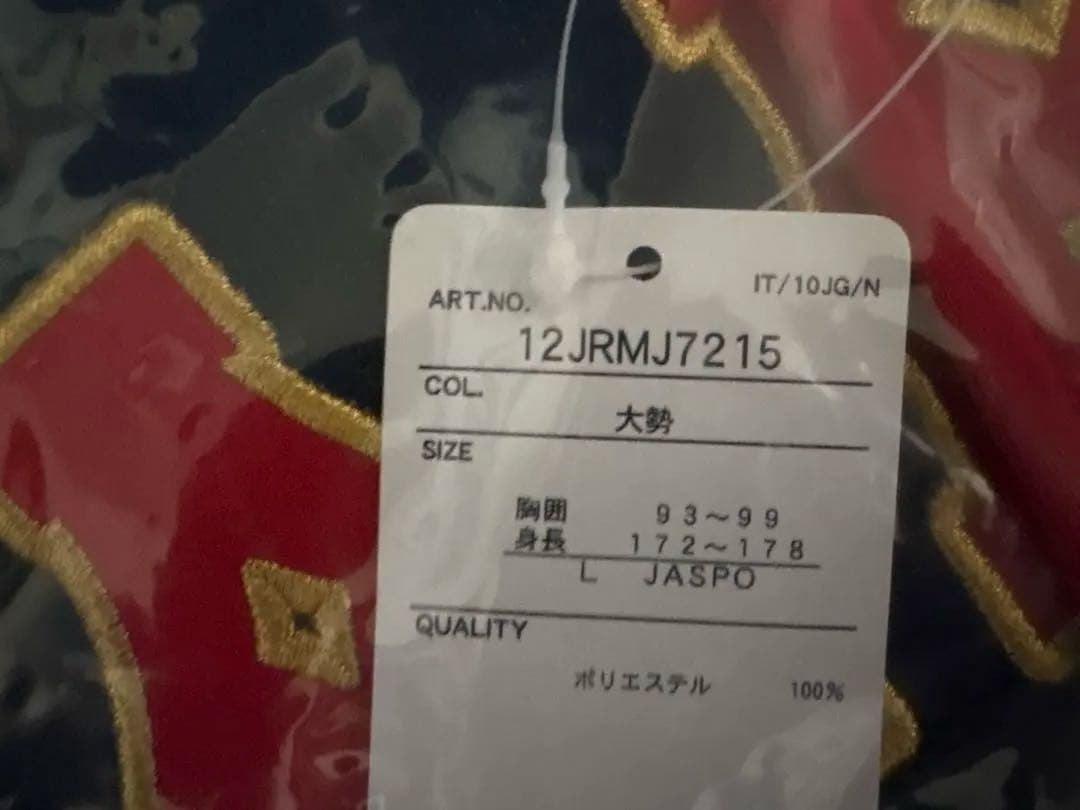 IT/10JG/N
ART.NO.
12JRMJ7215
COL.
大勢
SIZE
胸囲 93～99
身長 172～178
L JASPO
QUALITY
ポリエステル 100%